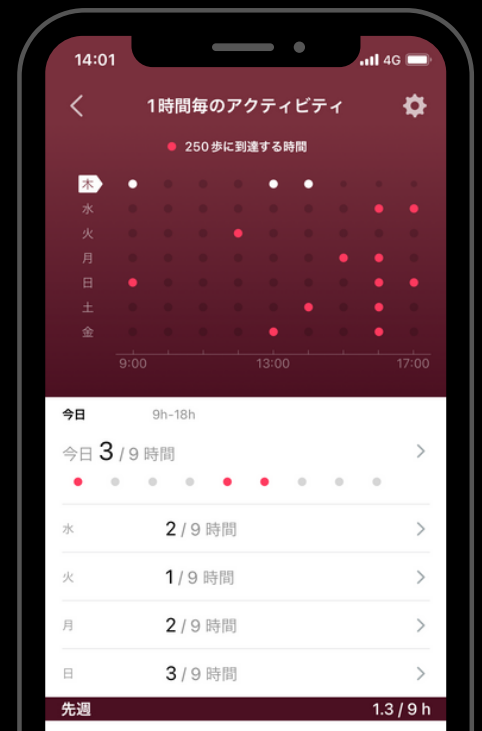 14:01 4G
1時間毎のアクティビティ
250歩に到達する時間
木
水
火
月
日
土
金
9:00 13:00 17:00
今日 9h-18h
今日 3 / 9 時間
水 2 / 9 時間
火 1 / 9 時間
月 2 / 9 時間
日 3 / 9 時間
先週 1.3 / 9 h